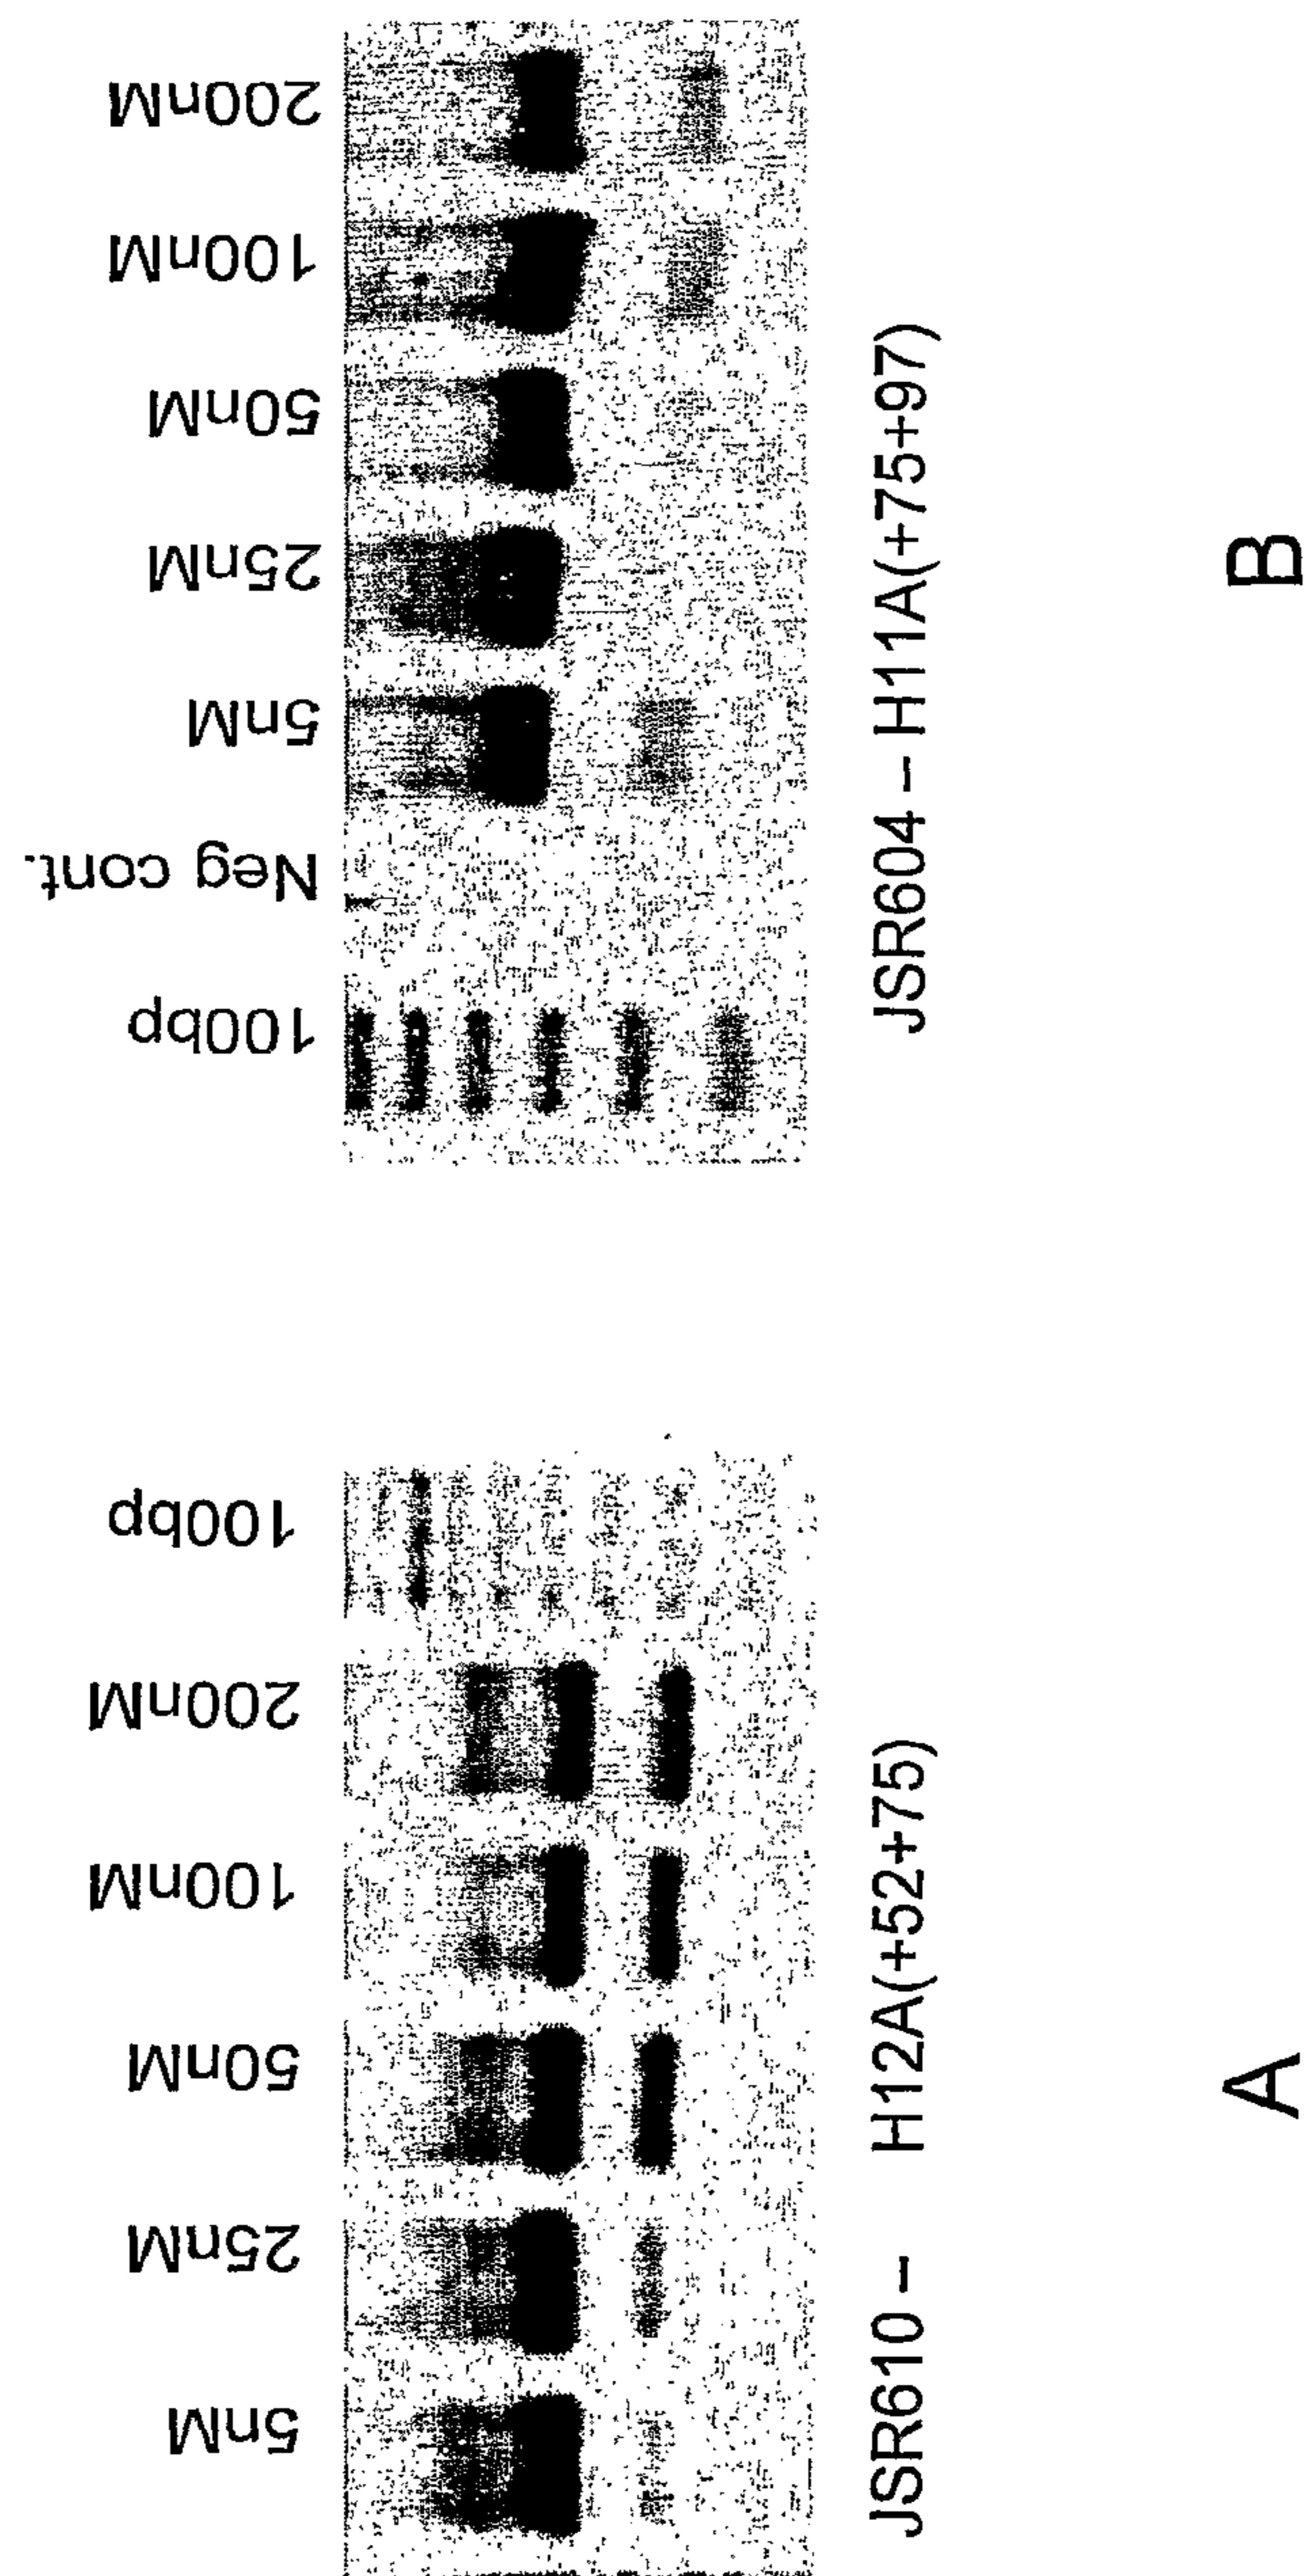 5nM
25nM
50nM
100nM
200nM
100bp
JSR610 – H12A(+52+75)
A
100bp
Neg cont.
5nM
25nM
50nM
100nM
200nM
JSR604 – H11A(+75+97)
B